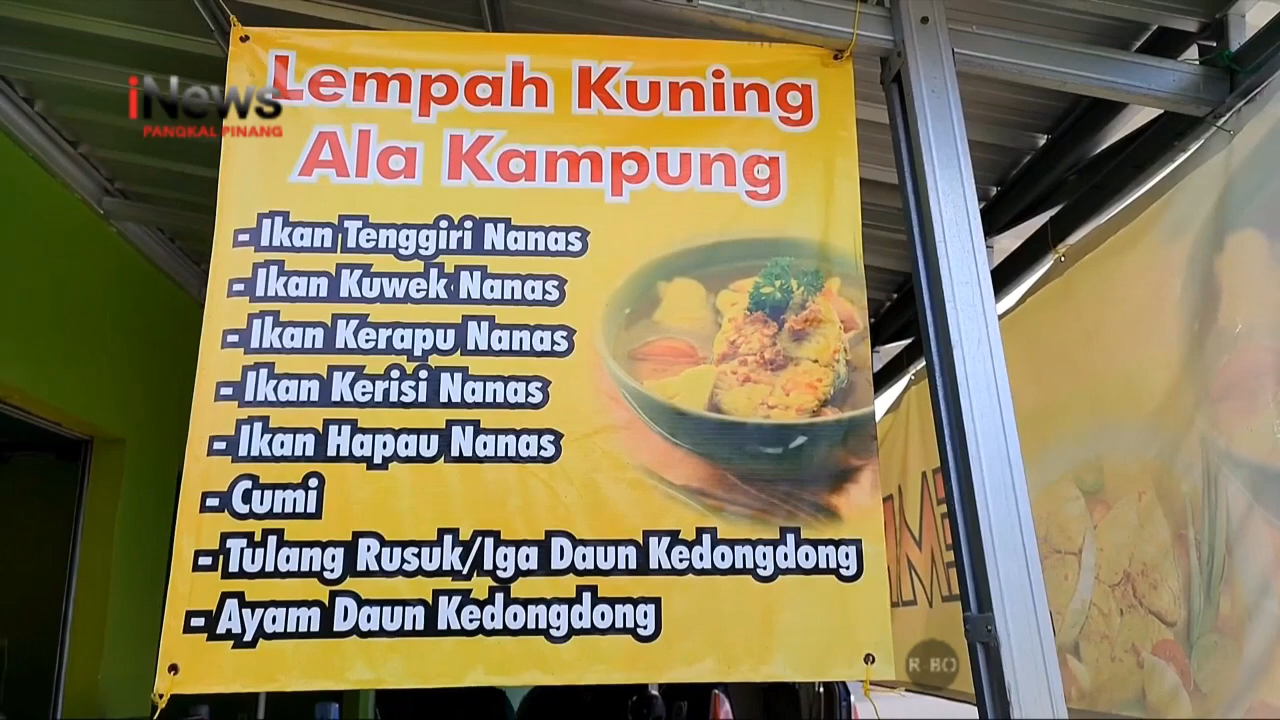 iNews
PANGKAL PINANG
Lempah Kuning
Ala Kampung
- Ikan Tenggiri Nanas
- Ikan Kuwek Nanas
- Ikan Kerapu Nanas
- Ikan Kerisi Nanas
- Ikan Hapau Nanas
- Cumi
- Tulang Rusuk/Iga Daun Kedongdong
- Ayam Daun Kedongdong
R-BO